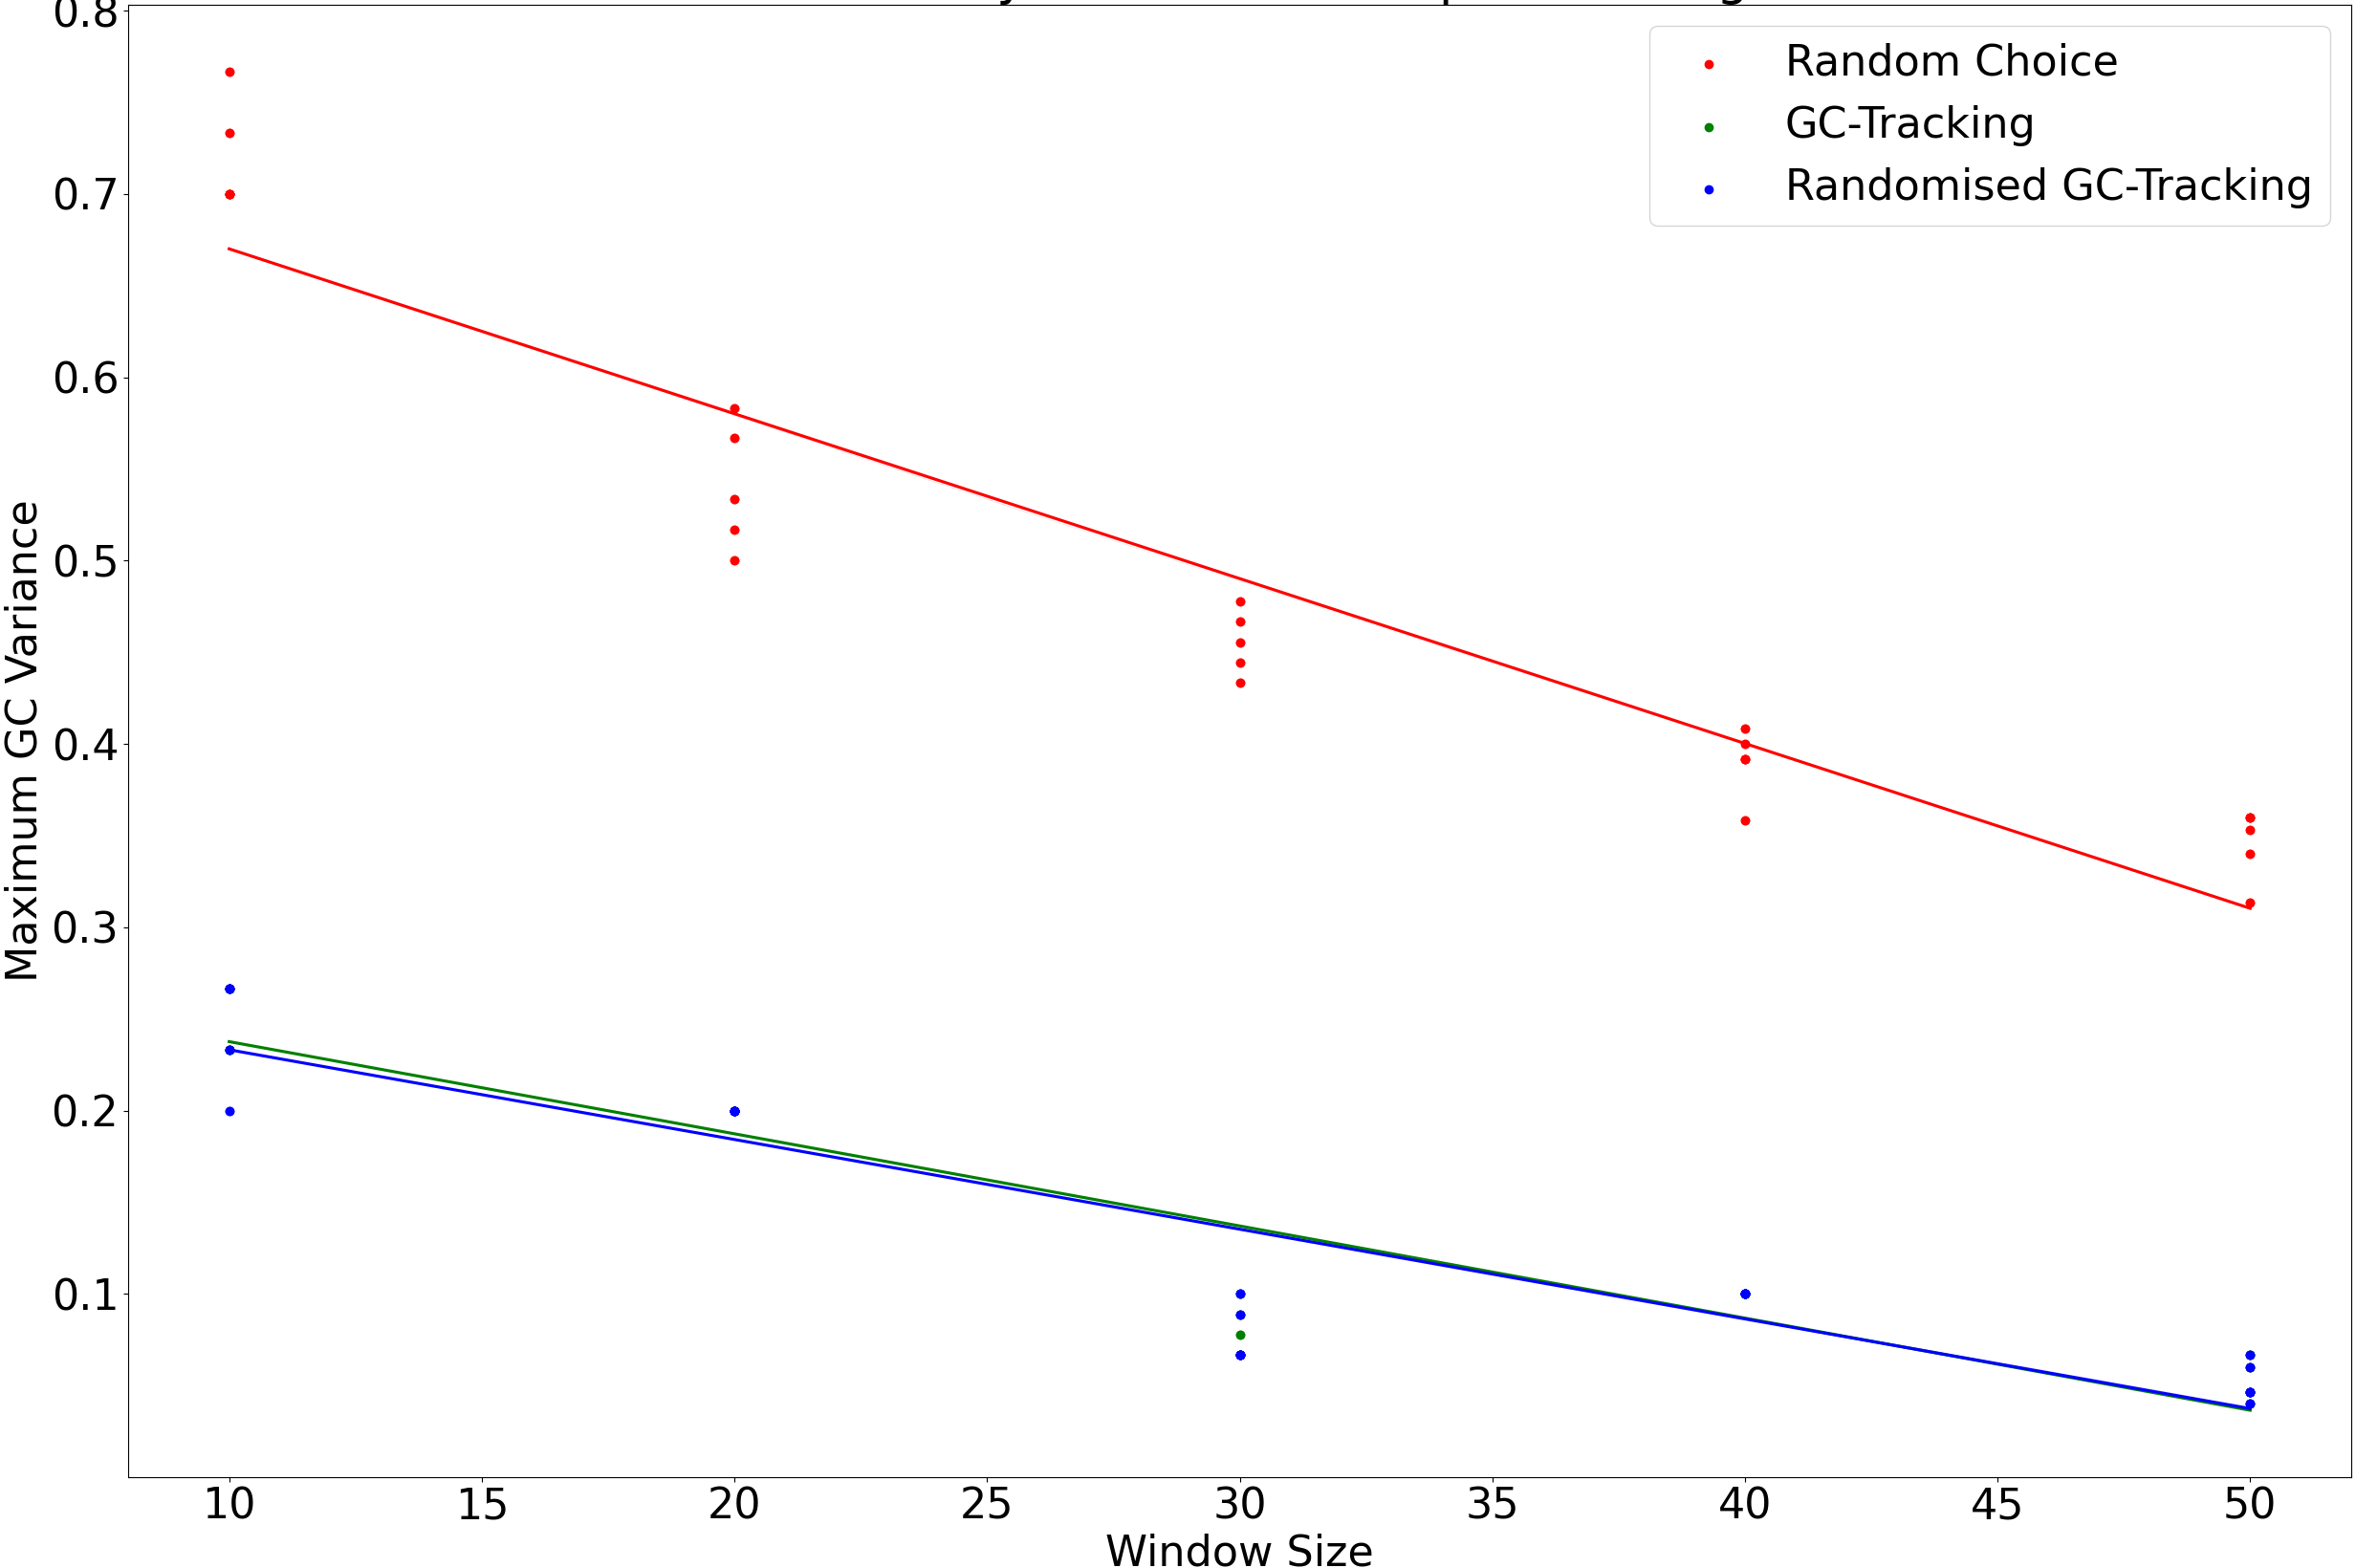 0.8
0.7
0.6
0.5
0.4
0.3
0.2
0.1
Maximum GC Variance
Random Choice
GC-Tracking
Randomised GC-Tracking
10 15 20 25 30 35 40 45 50
Window Size